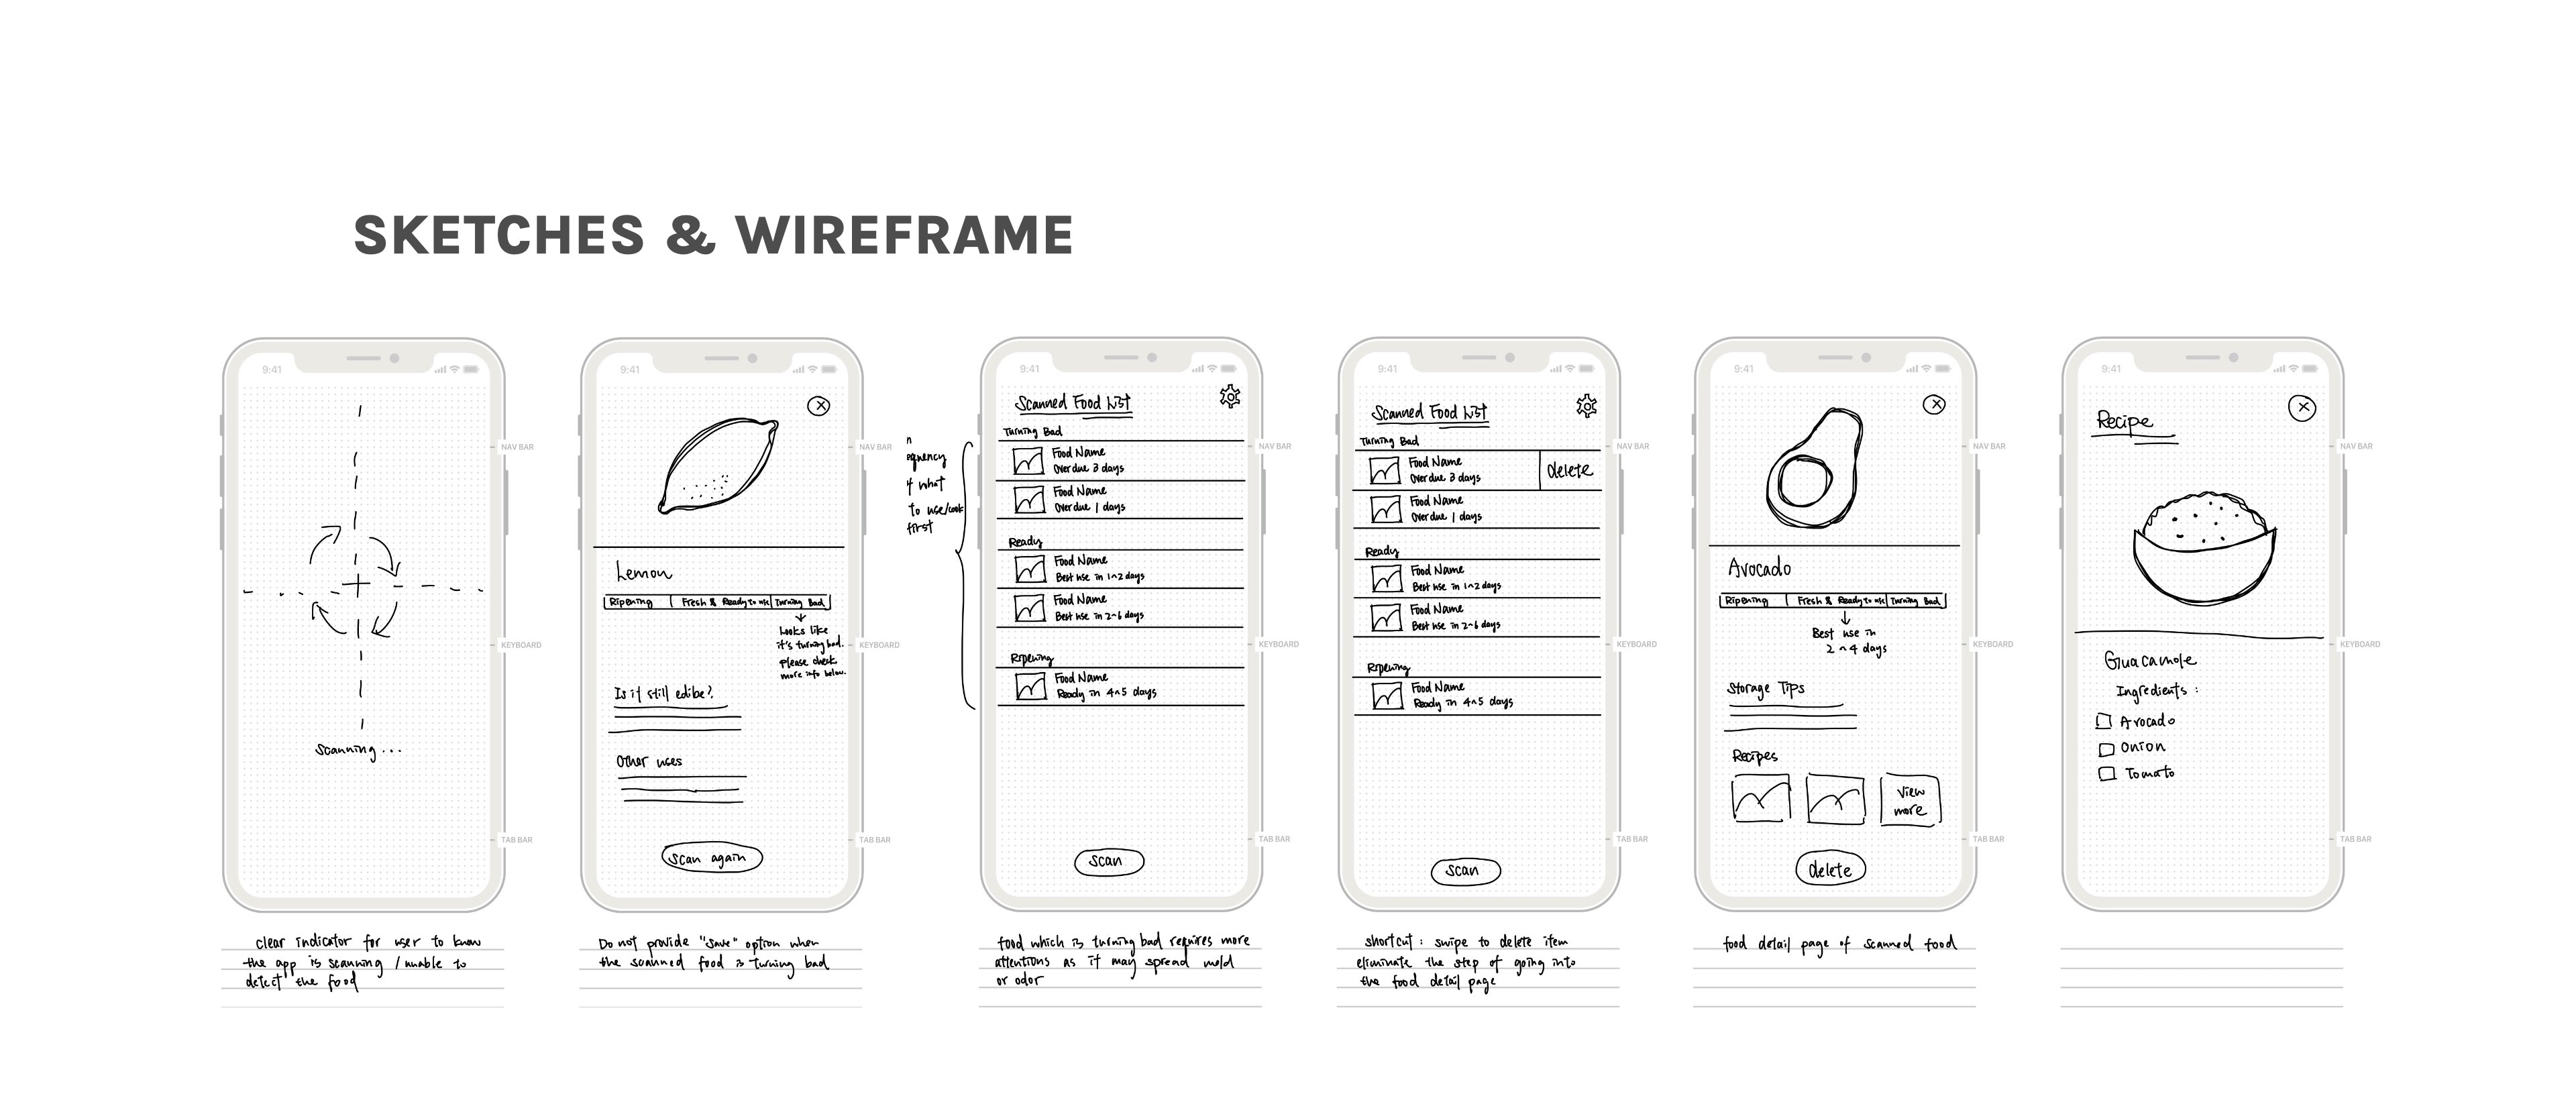 SKETCHES & WIREFRAME
9:41
NAV BAR
KEYBOARD
Scanning...
TAB BAR
clear indicator for user to know
the app is scanning / unable to
detect the food
9:41
NAV BAR
Lemon
Ripening | Fresh & Ready to use | Turning Bad
Looks like
it's turning bad.
please check
more info below.
KEYBOARD
Is it still edibe?
Other uses
TAB BAR
Scan again
Do not provide "Save" option when
the scanned food is turning bad
what
to use/cook
first
9:41
Scanned Food List
Turning Bad
NAV BAR
Food Name
Overdue 3 days
Food Name
Overdue 1 days
Ready
Food Name
Best use in 1~2 days
Food Name
Best use in 2~6 days
KEYBOARD
Ripening
Food Name
Ready in 4~5 days
TAB BAR
Scan
food which is turning bad requires more
attentions as it may spread mold
or odor
9:41
Scanned Food List
Turning Bad
NAV BAR
Food Name
Overdue 3 days
delete
Food Name
Overdue 1 days
Ready
Food Name
Best use in 1~2 days
Food Name
Best use in 2~6 days
KEYBOARD
Ripening
Food Name
Ready in 4~5 days
TAB BAR
Scan
shortcut: swipe to delete item
eliminate the step of going into
the food detail page
9:41
NAV BAR
Avocado
Ripening | Fresh & Ready to use | Turning Bad
Best use in
2~4 days
KEYBOARD
Storage Tips
Recipes
View
more
TAB BAR
delete
food detail page of scanned food
9:41
Recipe
NAV BAR
KEYBOARD
Guacamole
Ingredients:
Avocado
Onion
Tomato
TAB BAR